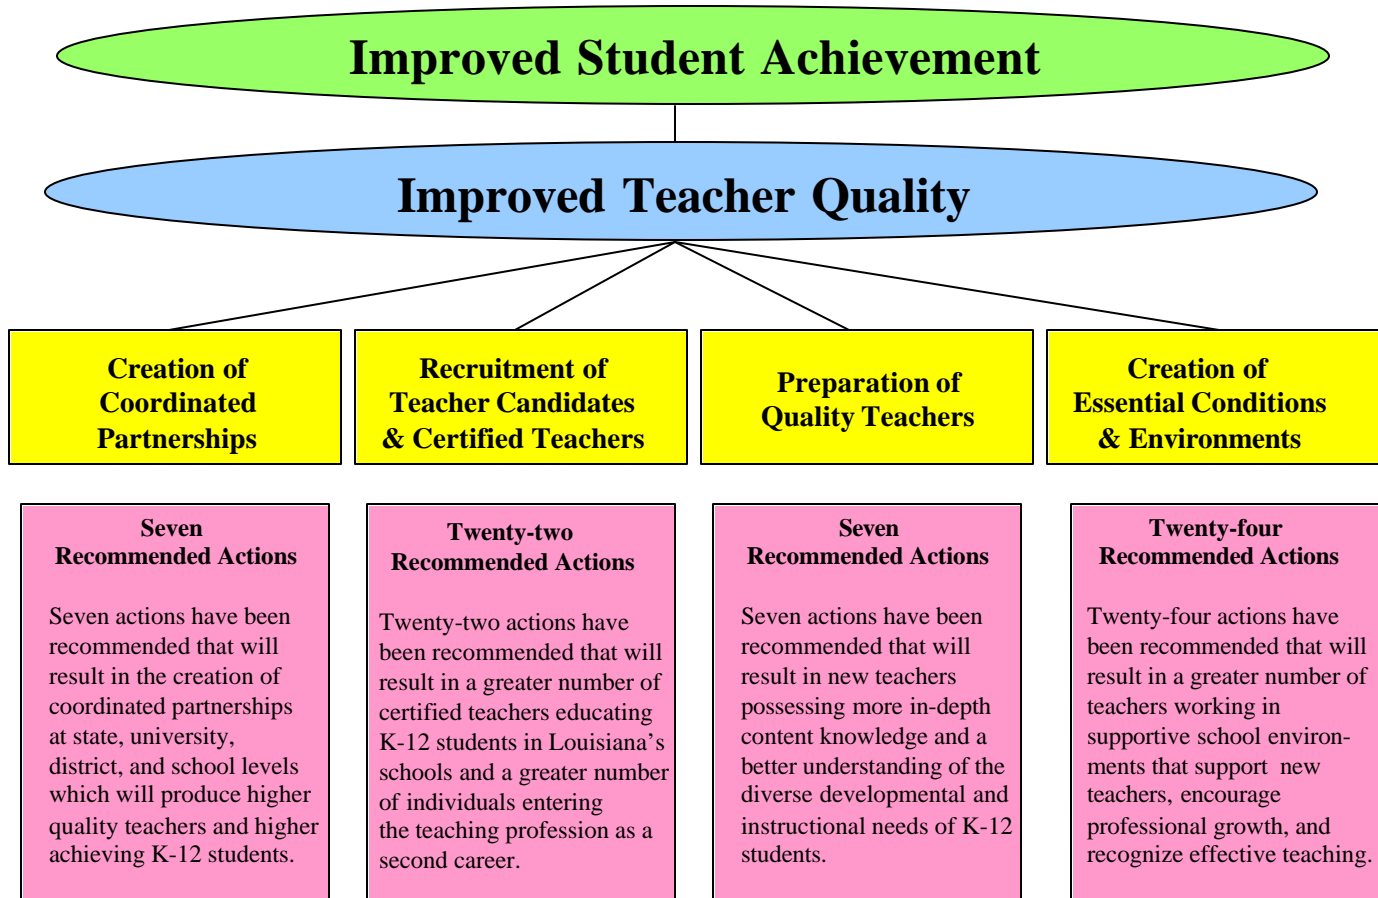 Improved Student Achievement
Improved Teacher Quality
Creation of
Coordinated
Partnerships
Recruitment of
Teacher Candidates
& Certified Teachers
Preparation of
Quality Teachers
Creation of
Essential Conditions
& Environments
Seven
Recommended Actions
Seven actions have been
recommended that will
result in the creation of
coordinated partnerships
at state, university,
district, and school levels
which will produce higher
quality teachers and higher
achieving K-12 students.
Twenty-two
Recommended Actions
Twenty-two actions have
been recommended that will
result in a greater number of
certified teachers educating
K-12 students in Louisiana’s
schools and a greater number
of individuals entering
the teaching profession as a
second career.
Seven
Recommended Actions
Seven actions have been
recommended that will
result in new teachers
possessing more in-depth
content knowledge and a
better understanding of the
diverse developmental and
instructional needs of K-12
students.
Twenty-four
Recommended Actions
Twenty-four actions have
been recommended that will
result in a greater number of
teachers working in
supportive school environ-
ments that support  new
teachers, encourage
professional growth, and
recognize effective teaching.